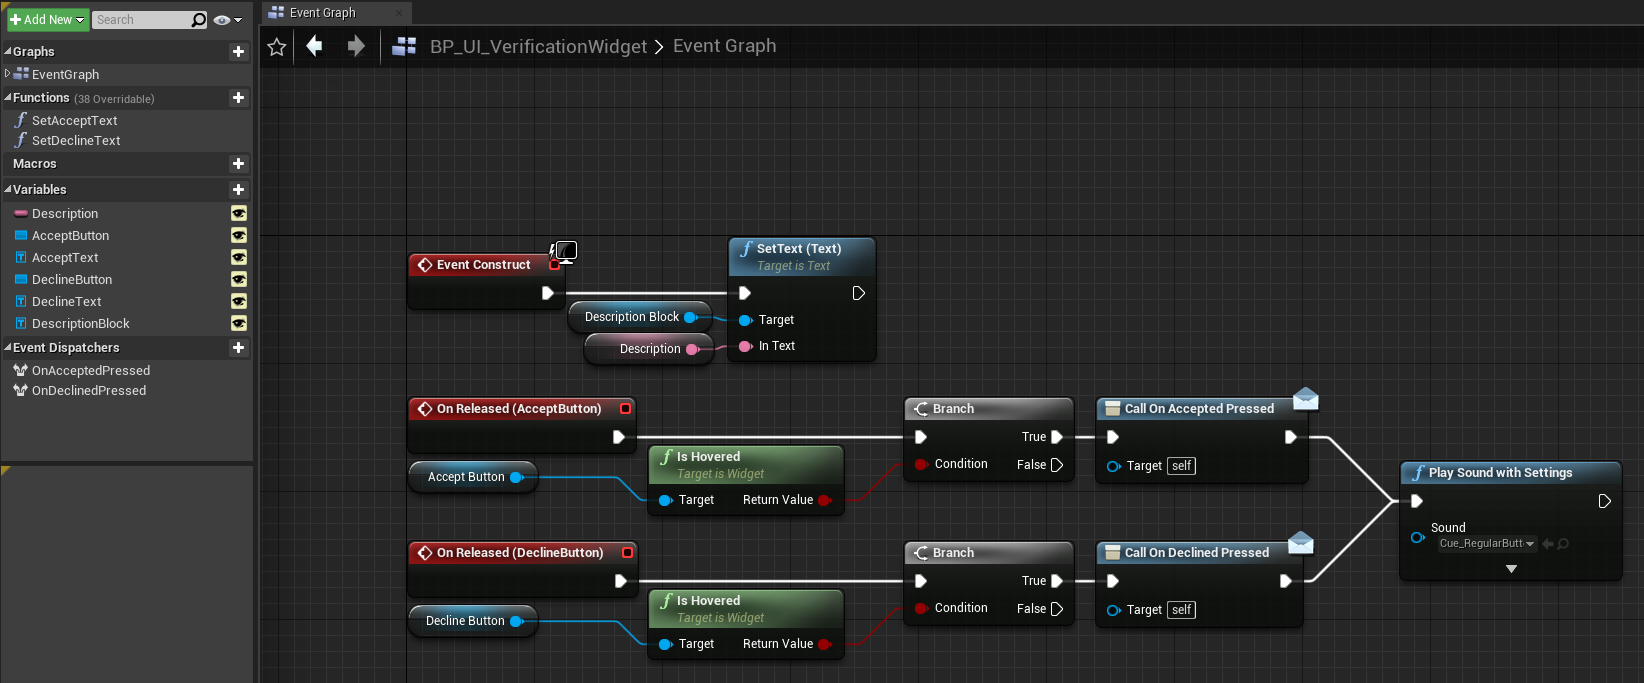 Add New
Search
Graphs
EventGraph
Functions (38 Overridable)
SetAcceptText
SetDeclineText
Macros
Variables
Description
AcceptButton
AcceptText
DeclineButton
DeclineText
DescriptionBlock
Event Dispatchers
OnAcceptedPressed
OnDeclinedPressed
Event Graph
BP_UI_VerificationWidget > Event Graph
Event Construct
SetText (Text)
Target is Text
Description Block
Target
Description
In Text
On Released (AcceptButton)
Accept Button
Is Hovered
Target is Widget
Target Return Value
Branch
True
Condition False
Call On Accepted Pressed
Target self
On Released (DeclineButton)
Decline Button
Is Hovered
Target is Widget
Target Return Value
Branch
True
Condition False
Call On Declined Pressed
Target self
Play Sound with Settings
Sound
Cue_RegularButt